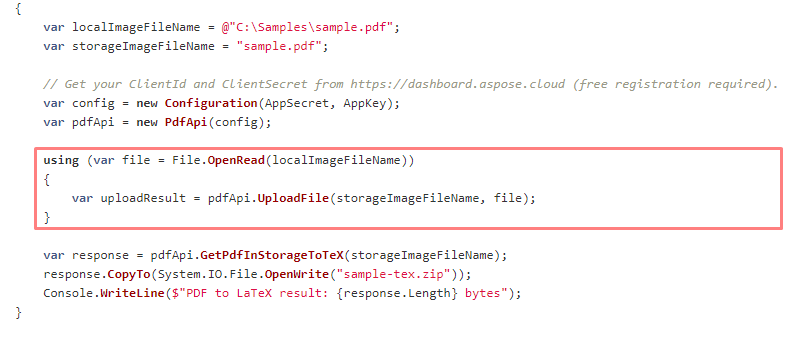 {
var localImageFileName = @"C:\Samples\sample.pdf";
var storageImageFileName = "sample.pdf";
// Get your ClientId and ClientSecret from https://dashboard.aspose.cloud (free registration required).
var config = new Configuration(AppSecret, AppKey);
var pdfApi = new PdfApi(config);
using (var file = File.OpenRead(localImageFileName))
{
var uploadResult = pdfApi.UploadFile(storageImageFileName, file);
}
var response = pdfApi.GetPdfInStorageToTeX(storageImageFileName);
response.CopyTo(System.IO.File.OpenWrite("sample-tex.zip"));
Console.WriteLine($"PDF to LaTeX result: {response.Length} bytes");
}